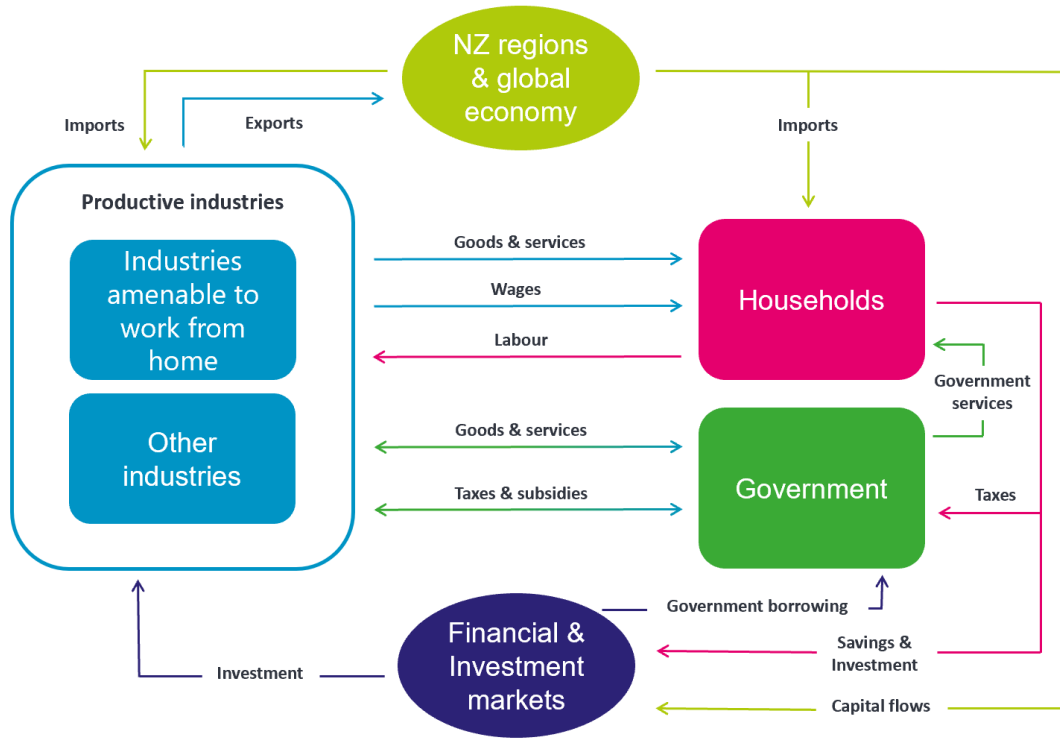 NZ regions
& global
economy
Imports
Exports
Imports
Productive industries
Industries
amenable to
work from
home
Other
industries
Goods & services
Wages
Labour
Households
Government
services
Goods & services
Taxes & subsidies
Government
Taxes
Government borrowing
Financial &
Investment
markets
Investment
Savings &
Investment
Capital flows